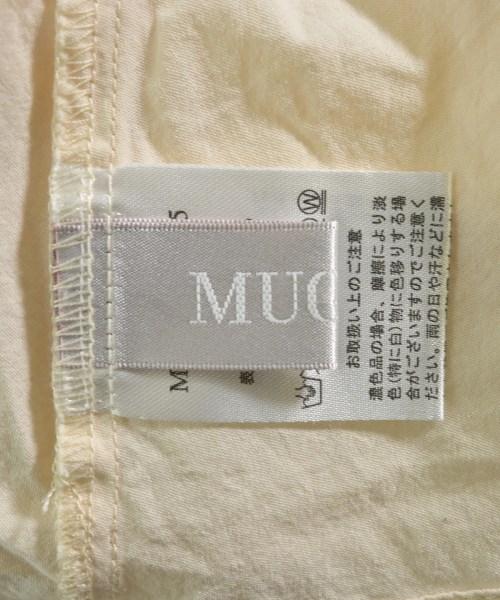 MUC
M
5
表
W
お取扱い上のご注意
濃色品の場合、摩擦により淡
色(特に白)物に色移りする場
合がございますのでご注意く
ださい。雨の日や汗などに濡